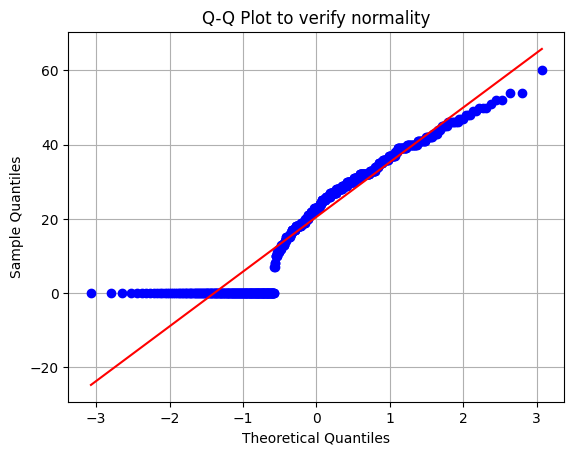 Q-Q Plot to verify normality
60
40
20
0
−20
Sample Quantiles
−3 −2 −1 0 1 2 3
Theoretical Quantiles